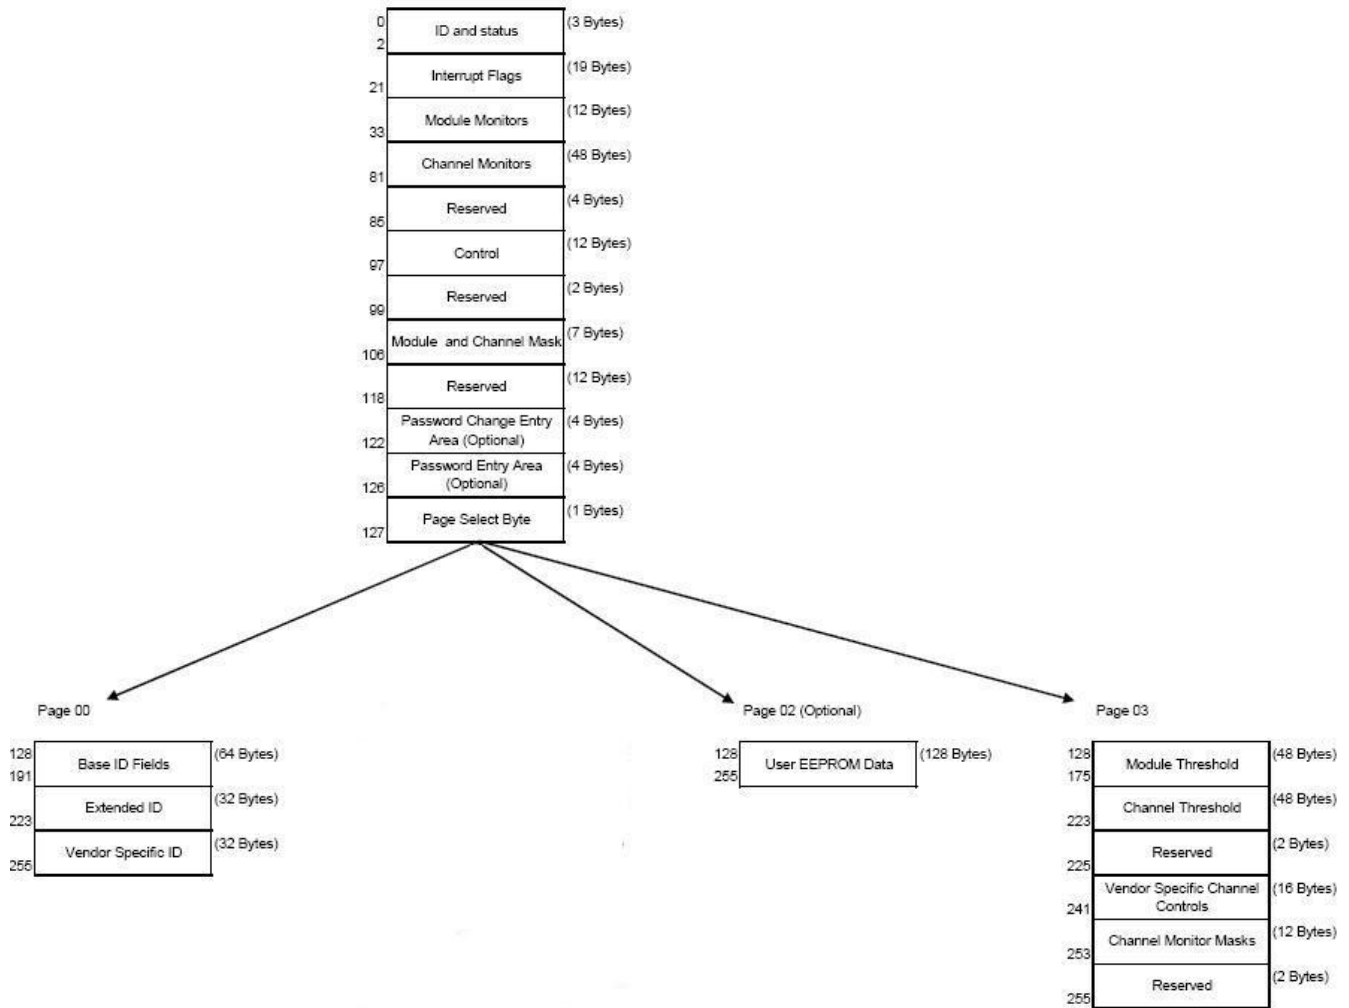 0
ID and status
(3 Bytes)
2
Interrupt Flags
(19 Bytes)
21
Module Monitors
(12 Bytes)
33
Channel Monitors
(48 Bytes)
81
Reserved
(4 Bytes)
85
Control
(12 Bytes)
97
Reserved
(2 Bytes)
99
Module and Channel Mask
(7 Bytes)
106
Reserved
(12 Bytes)
118
Password Change Entry
Area (Optional)
(4 Bytes)
122
Password Entry Area
(Optional)
(4 Bytes)
126
Page Select Byte
(1 Bytes)
127
Page 00
128
191
Base ID Fields
(64 Bytes)
Extended ID
(32 Bytes)
223
Vendor Specific ID
(32 Bytes)
255
Page 02 (Optional)
128
255
User EEPROM Data
(128 Bytes)
Page 03
128
175
Module Threshold
(48 Bytes)
Channel Threshold
(48 Bytes)
223
Reserved
(2 Bytes)
225
Vendor Specific Channel
Controls
(16 Bytes)
241
Channel Monitor Masks
(12 Bytes)
253
Reserved
(2 Bytes)
255